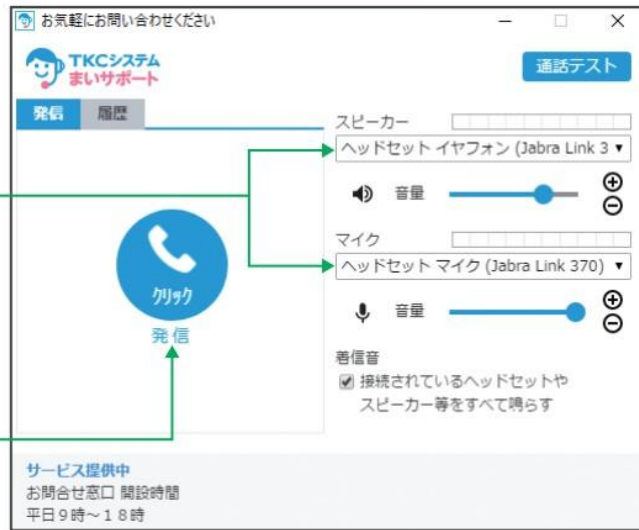 お気軽にお問い合わせください
TKCシステム
まいサポート
通話テスト
発信
履歴
スピーカー
ヘッドセット イヤフォン (Jabra Link 3
音量
マイク
ヘッドセット マイク (Jabra Link 370)
音量
クリック
発信
着信音
接続されているヘッドセットや
スピーカー等をすべて鳴らす
サービス提供中
お問合せ窓口 開設時間
平日9時～18時